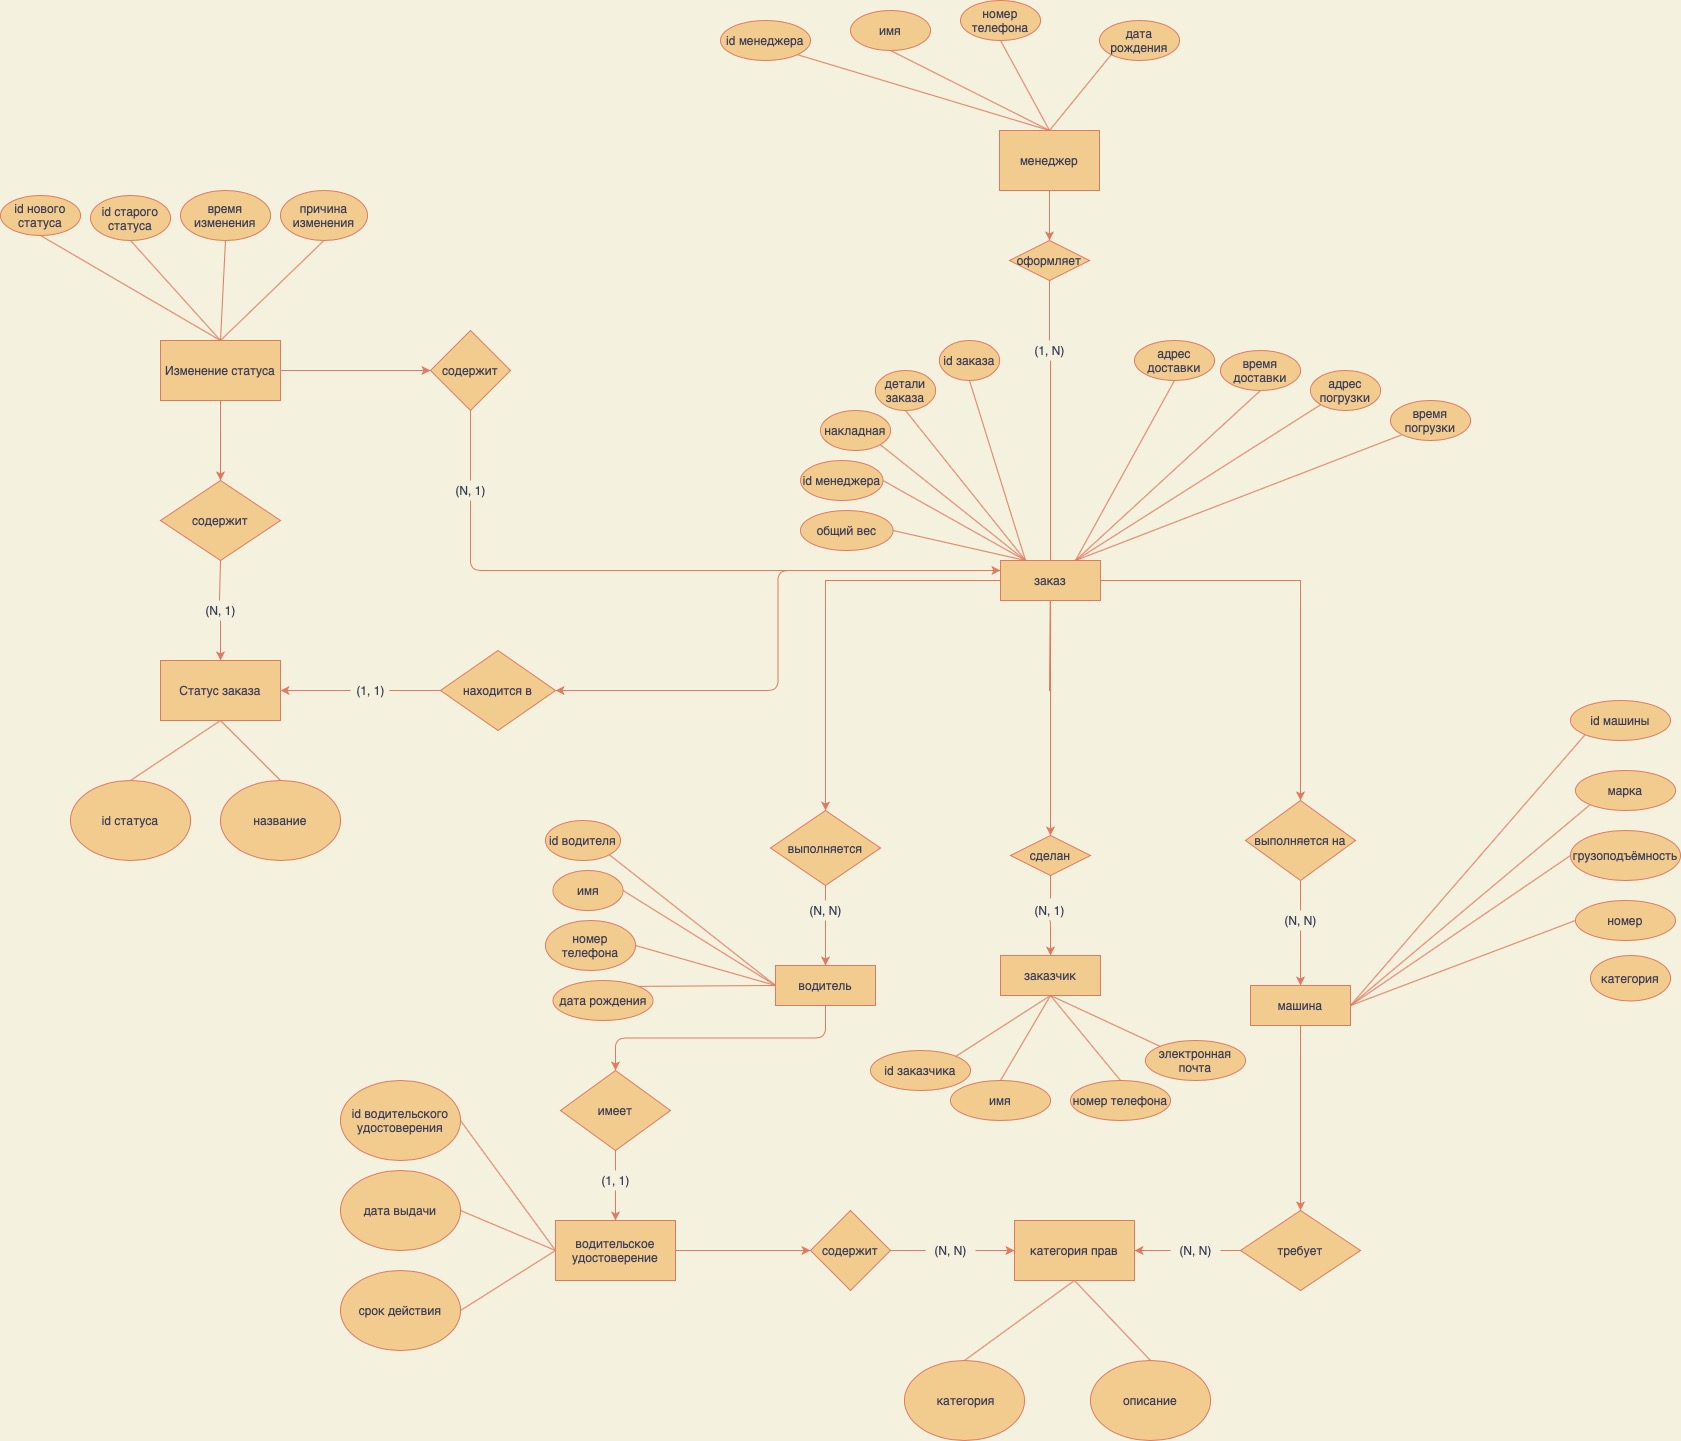 id менеджера
имя
номер
телефона
дата
рождения
менеджер
id нового
статуса
id старого
статуса
время
изменения
причина
изменения
оформляет
Изменение статуса
содержит
(1, N)
id заказа
адрес
доставки
время
доставки
детали
заказа
адрес
погрузки
накладная
время
погрузки
id менеджера
(N, 1)
содержит
общий вес
заказ
(N, 1)
Статус заказа
(1, 1)
находится в
id статуса
название
id машины
марка
id водителя
выполняется
сделан
выполняется на
грузоподъёмность
имя
(N, N)
(N, 1)
(N, N)
номер
номер
телефона
водитель
заказчик
категория
дата рождения
машина
id заказчика
имя
номер телефона
электронная
почта
id водительского
удостоверения
имеет
(1, 1)
дата выдачи
водительское
удостоверение
содержит
(N, N)
категория прав
(N, N)
требует
срок действия
категория
описание